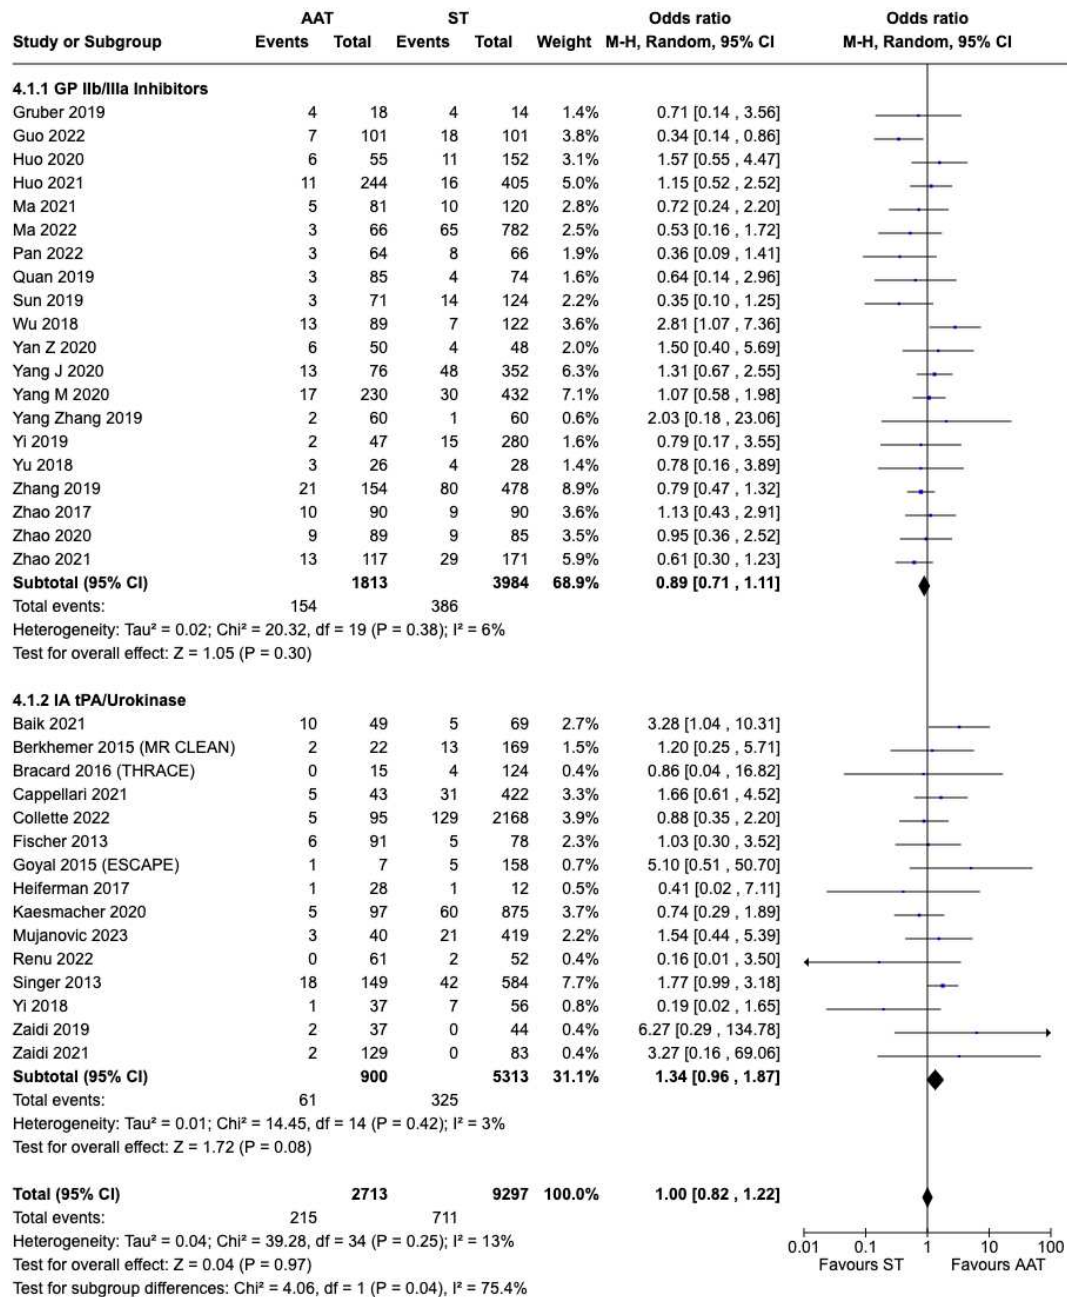 AAT ST Odds ratio Odds ratio
Study or Subgroup Events Total Events Total Weight M-H, Random, 95% CI M-H, Random, 95% CI
4.1.1 GP IIb/IIIa Inhibitors
Gruber 2019 4 18 4 14 1.4% 0.71 [0.14 , 3.56]
Guo 2022 7 101 18 101 3.8% 0.34 [0.14 , 0.86]
Huo 2020 6 55 11 152 3.1% 1.57 [0.55 , 4.47]
Huo 2021 11 244 16 405 5.0% 1.15 [0.52 , 2.52]
Ma 2021 5 81 10 120 2.8% 0.72 [0.24 , 2.20]
Ma 2022 3 66 65 782 2.5% 0.53 [0.16 , 1.72]
Pan 2022 3 64 8 66 1.9% 0.36 [0.09 , 1.41]
Quan 2019 3 85 4 74 1.6% 0.64 [0.14 , 2.96]
Sun 2019 3 71 14 124 2.2% 0.35 [0.10 , 1.25]
Wu 2018 13 89 7 122 3.6% 2.81 [1.07 , 7.36]
Yan Z 2020 6 50 4 48 2.0% 1.50 [0.40 , 5.69]
Yang J 2020 13 76 48 352 6.3% 1.31 [0.67 , 2.55]
Yang M 2020 17 230 30 432 7.1% 1.07 [0.58 , 1.98]
Yang Zhang 2019 2 60 1 60 0.6% 2.03 [0.18 , 23.06]
Yi 2019 2 47 15 280 1.6% 0.79 [0.17 , 3.55]
Yu 2018 3 26 4 28 1.4% 0.78 [0.16 , 3.89]
Zhang 2019 21 154 80 478 8.9% 0.79 [0.47 , 1.32]
Zhao 2017 10 90 9 90 3.6% 1.13 [0.43 , 2.91]
Zhao 2020 9 89 9 85 3.5% 0.95 [0.36 , 2.52]
Zhao 2021 13 117 29 171 5.9% 0.61 [0.30 , 1.23]
Subtotal (95% CI) 1813 3984 68.9% 0.89 [0.71 , 1.11]
Total events: 154 386
Heterogeneity: Tau² = 0.02; Chi² = 20.32, df = 19 (P = 0.38); I² = 6%
Test for overall effect: Z = 1.05 (P = 0.30)
4.1.2 IA tPA/Urokinase
Baik 2021 10 49 5 69 2.7% 3.28 [1.04 , 10.31]
Berkhemer 2015 (MR CLEAN) 2 22 13 169 1.5% 1.20 [0.25 , 5.71]
Bracard 2016 (THRACE) 0 15 4 124 0.4% 0.86 [0.04 , 16.82]
Cappellari 2021 5 43 31 422 3.3% 1.66 [0.61 , 4.52]
Collette 2022 5 95 129 2168 3.9% 0.88 [0.35 , 2.20]
Fischer 2013 6 91 5 78 2.3% 1.03 [0.30 , 3.52]
Goyal 2015 (ESCAPE) 1 7 5 158 0.7% 5.10 [0.51 , 50.70]
Heiferman 2017 1 28 1 12 0.5% 0.41 [0.02 , 7.11]
Kaesmacher 2020 5 97 60 875 3.7% 0.74 [0.29 , 1.89]
Mujanovic 2023 3 40 21 419 2.2% 1.54 [0.44 , 5.39]
Renu 2022 0 61 2 52 0.4% 0.16 [0.01 , 3.50]
Singer 2013 18 149 42 584 7.7% 1.77 [0.99 , 3.18]
Yi 2018 1 37 7 56 0.8% 0.19 [0.02 , 1.65]
Zaidi 2019 2 37 0 44 0.4% 6.27 [0.29 , 134.78]
Zaidi 2021 2 129 0 83 0.4% 3.27 [0.16 , 69.06]
Subtotal (95% CI) 900 5313 31.1% 1.34 [0.96 , 1.87]
Total events: 61 325
Heterogeneity: Tau² = 0.01; Chi² = 14.45, df = 14 (P = 0.42); I² = 3%
Test for overall effect: Z = 1.72 (P = 0.08)
Total (95% CI) 2713 9297 100.0% 1.00 [0.82 , 1.22]
Total events: 215 711
Heterogeneity: Tau² = 0.04; Chi² = 39.28, df = 34 (P = 0.25); I² = 13%
0.01 0.1 1 10 100
Test for overall effect: Z = 0.04 (P = 0.97)
Favours ST Favours AAT
Test for subgroup differences: Chi² = 4.06, df = 1 (P = 0.04), I² = 75.4%